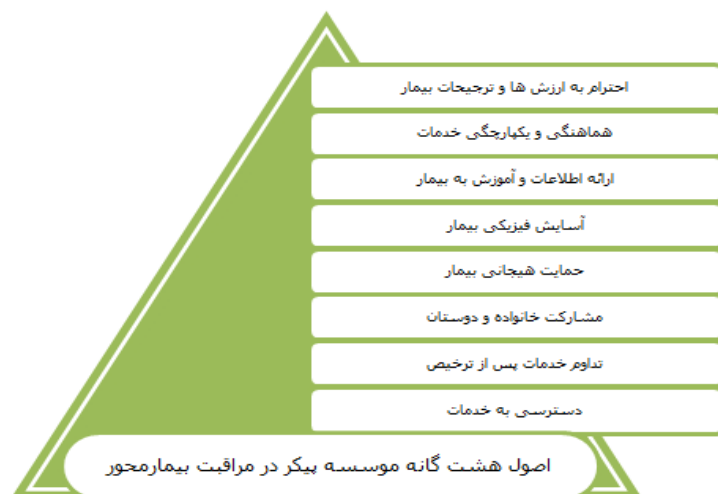 احترام به ارزش ها و ترجیحات بیمار
هماهنگی و یکپارچگی خدمات
ارائه اطلاعات و آموزش به بیمار
آسایش فیزیکی بیمار
حمایت هیجانی بیمار
مشارکت خانواده و دوستان
تداوم خدمات پس از ترخیص
دسترسی به خدمات
اصول هشت گانه موسسه پیکر در مراقبت بیمارمحور